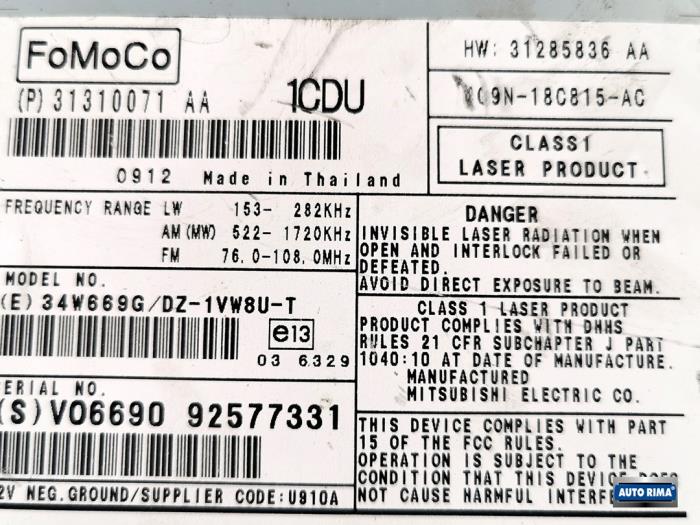 FoMoCo
(P) 31310071 AA 1CDU
0912 Made in Thailand
HW: 31285836 AA
9N-18C815-AC
CLASS1
LASER PRODUCT
FREQUENCY RANGE LW 153- 282KHz
AM (MW) 522- 1720KHz
FM 76.0-108.0MHz
DANGER
INVISIBLE LASER RADIATION WHEN
OPEN AND INTERLOCK FAILED OR
DEFEATED.
AVOID DIRECT EXPOSURE TO BEAM.
MODEL NO.
(E) 34W669G/DZ-1VW8U-T
e13
03 6329
CLASS 1 LASER PRODUCT
PRODUCT COMPLIES WITH DHHS
RULES 21 CFR SUBCHAPTER J PART
1040:10 AT DATE OF MANUFACTURE.
MANUFACTURED
MITSUBISHI ELECTRIC CO.
SERIAL NO.
(S) V06690 92577331
2V NEG.GROUND/SUPPLIER CODE:U910A
THIS DEVICE COMPLIES WITH PART
15 OF THE FCC RULES.
OPERATION IS SUBJECT TO THE
CONDITION THAT THIS DEVICE DOES
NOT CAUSE HARMFUL INTERFE
AUTO RIMA